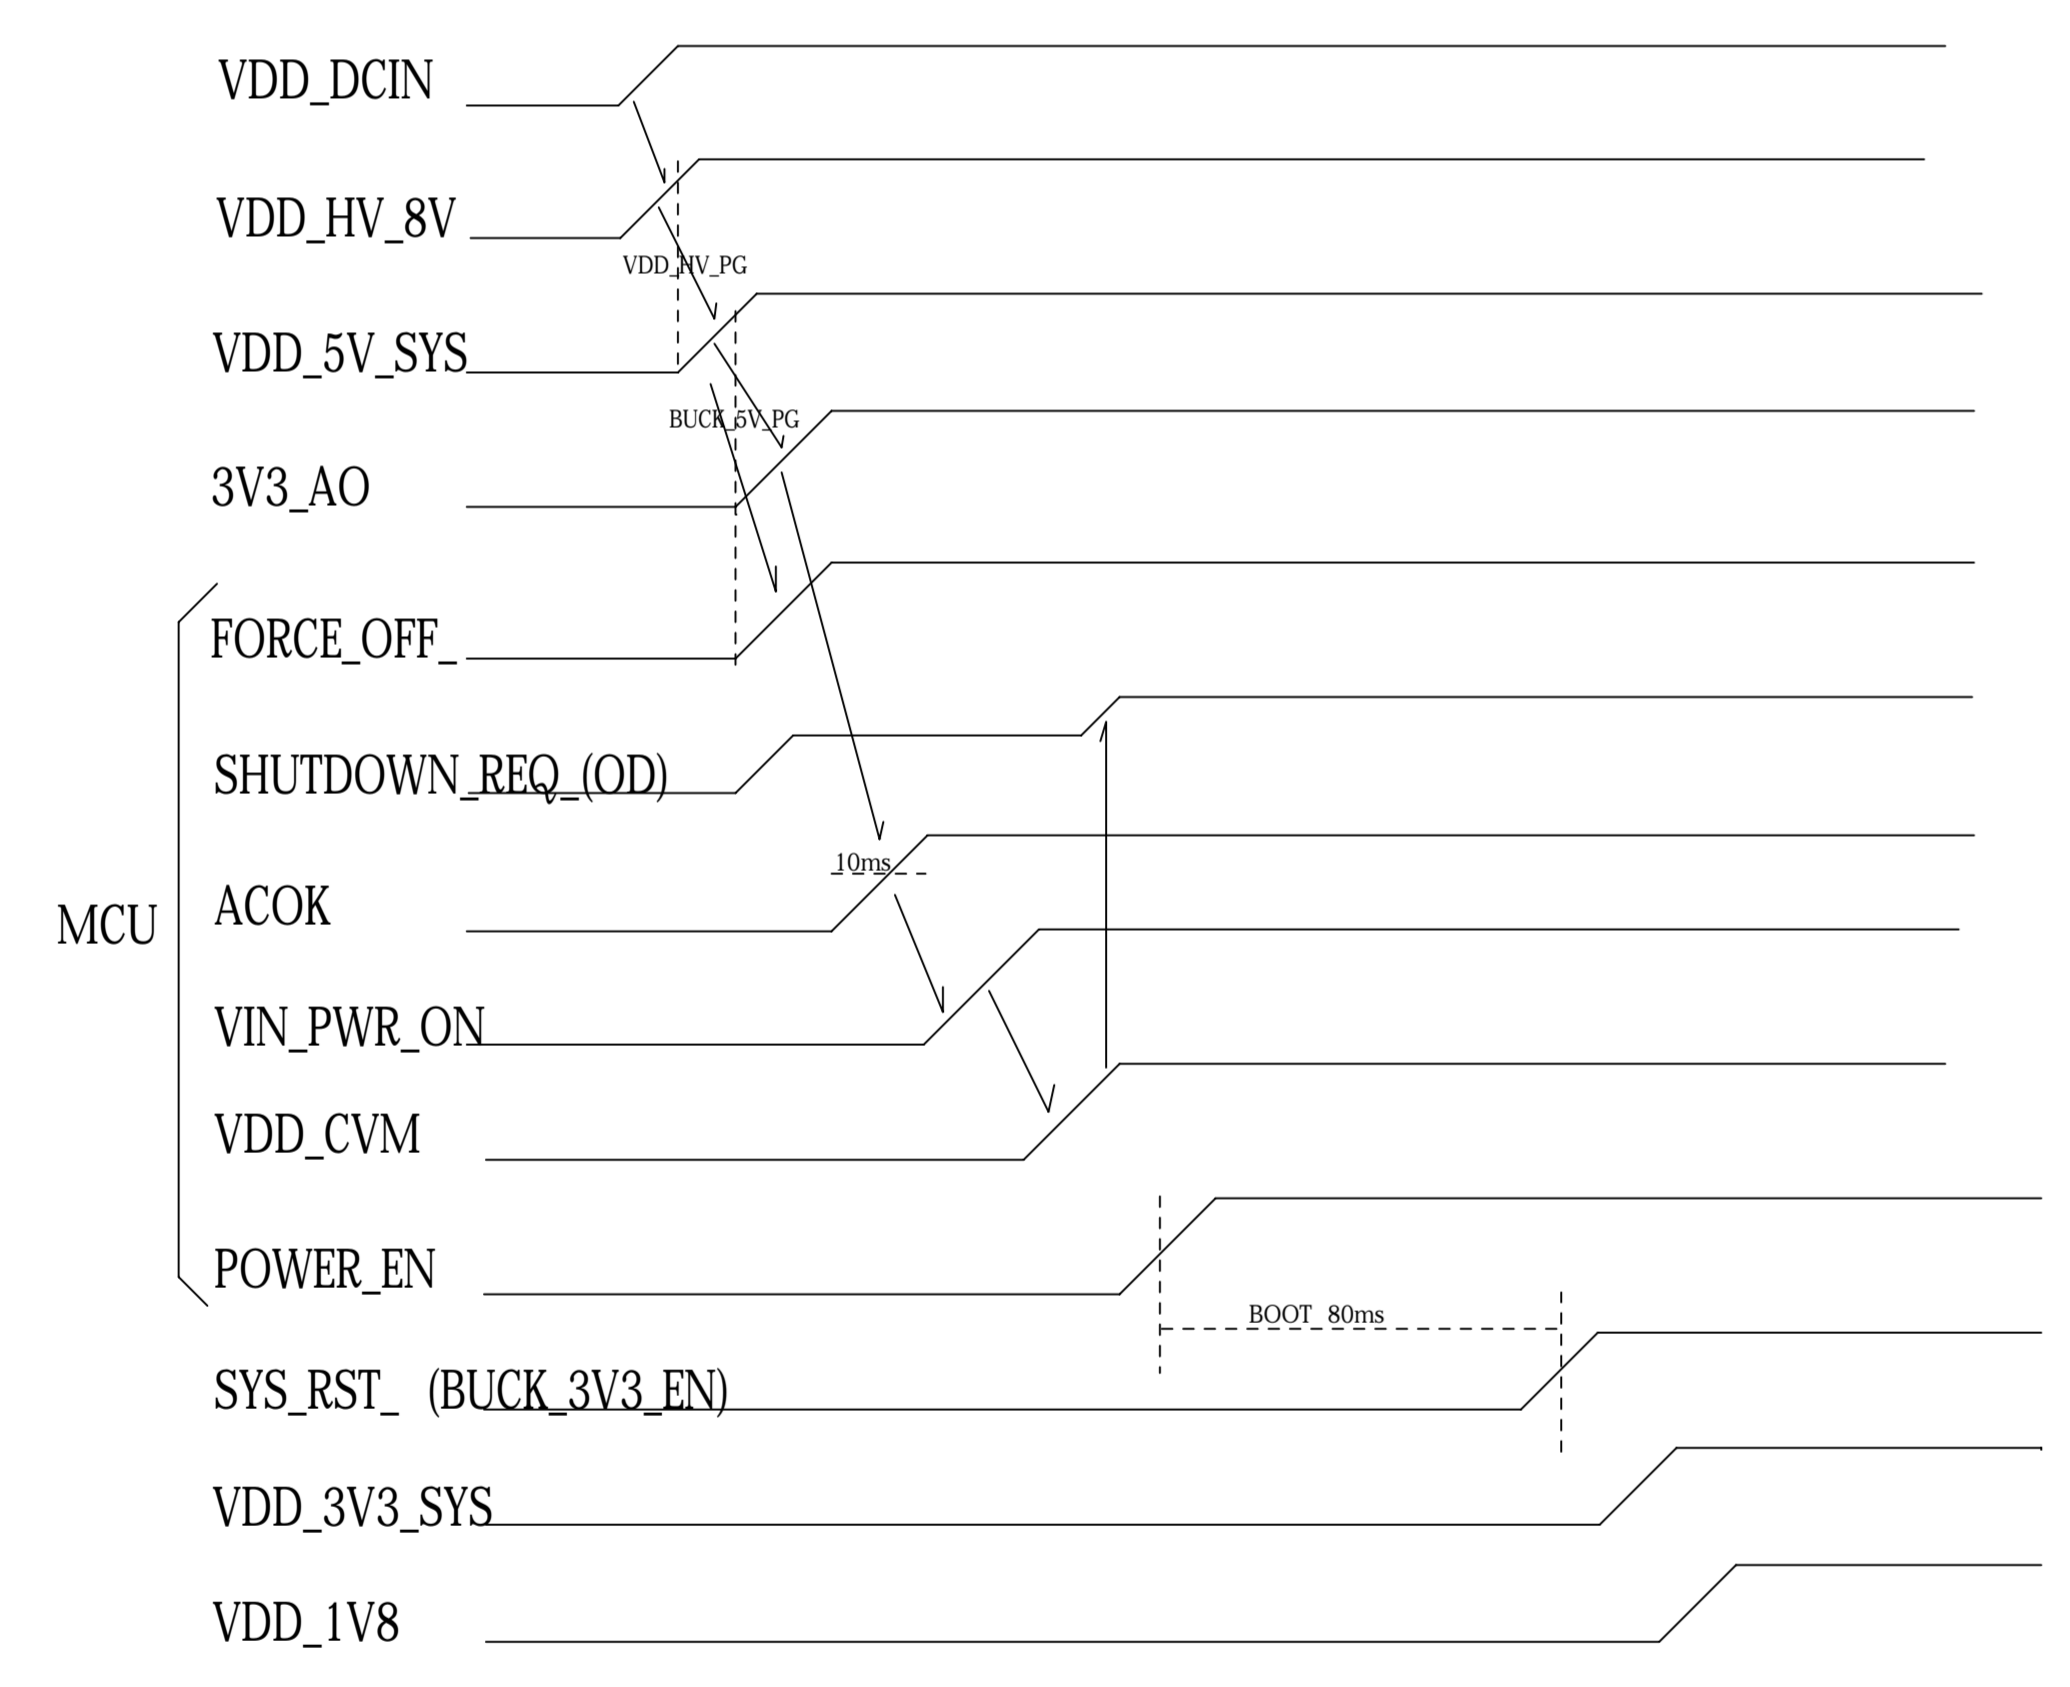 VDD_DCIN
VDD_HV_8V
VDD_HV_PG
VDD_5V_SYS
BUCK_5V_PG
3V3_AO
FORCE_OFF_
SHUTDOWN_REQ_(OD)
10ms
ACOK
MCU
VIN_PWR_ON
VDD_CVM
POWER_EN
BOOT 80ms
SYS_RST_ (BUCK_3V3_EN)
VDD_3V3_SYS
VDD_1V8